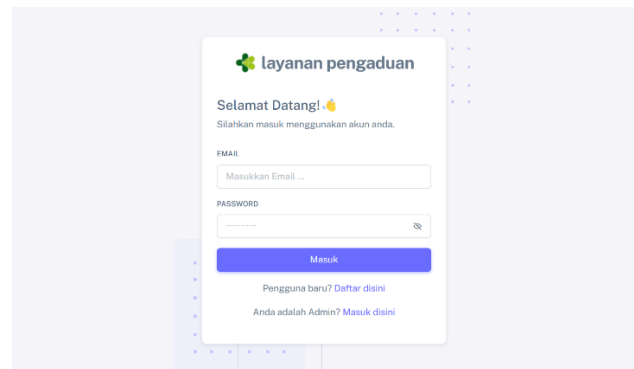 layanan pengaduan
Selamat Datang!👋
Silahkan masuk menggunakan akun anda.
EMAIL
Masukkan Email ...
PASSWORD
············
Masuk
Pengguna baru? Daftar disini
Anda adalah Admin? Masuk disini